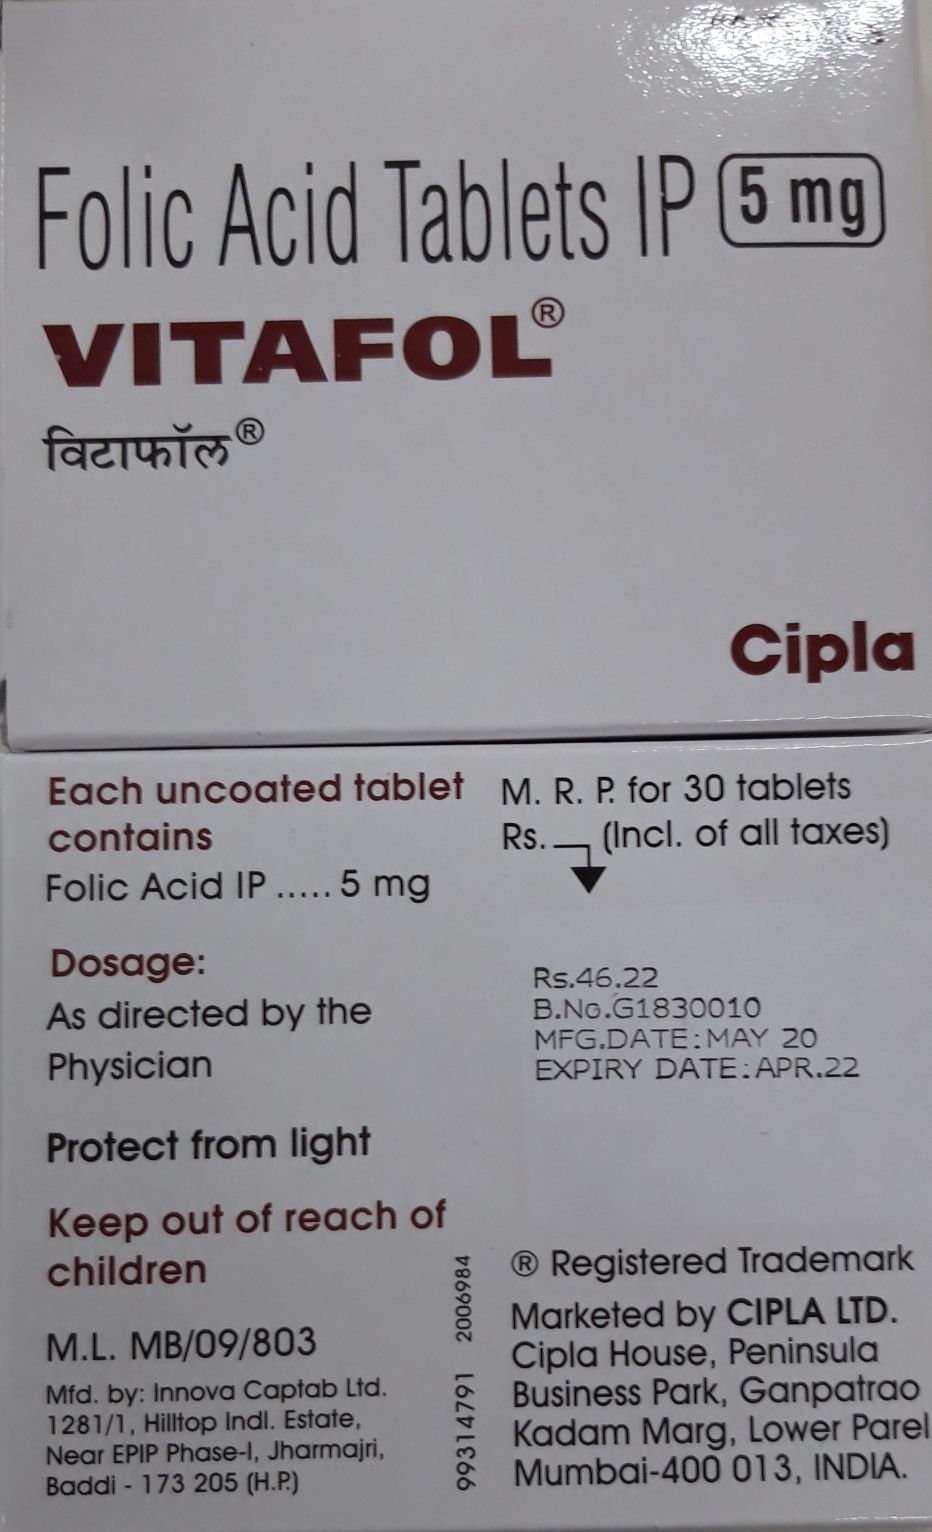 Folic Acid Tablets IP 5 mg
VITAFOL®
विटाफॉल®
Cipla
Each uncoated tablet
contains
Folic Acid IP ..... 5 mg
Dosage:
As directed by the
Physician
Protect from light
Keep out of reach of
children
M.L. MB/09/803
Mfd. by: Innova Captab Ltd.
1281/1, Hilltop Indl. Estate,
Near EPIP Phase-I, Jharmajri,
Baddi - 173 205 (H.P.)
99314791 2006984
M. R. P. for 30 tablets
Rs. (Incl. of all taxes)
Rs.46.22
B.No.G1830010
MFG.DATE:MAY 20
EXPIRY DATE:APR.22
® Registered Trademark
Marketed by CIPLA LTD.
Cipla House, Peninsula
Business Park, Ganpatrao
Kadam Marg, Lower Parel
Mumbai-400 013, INDIA.